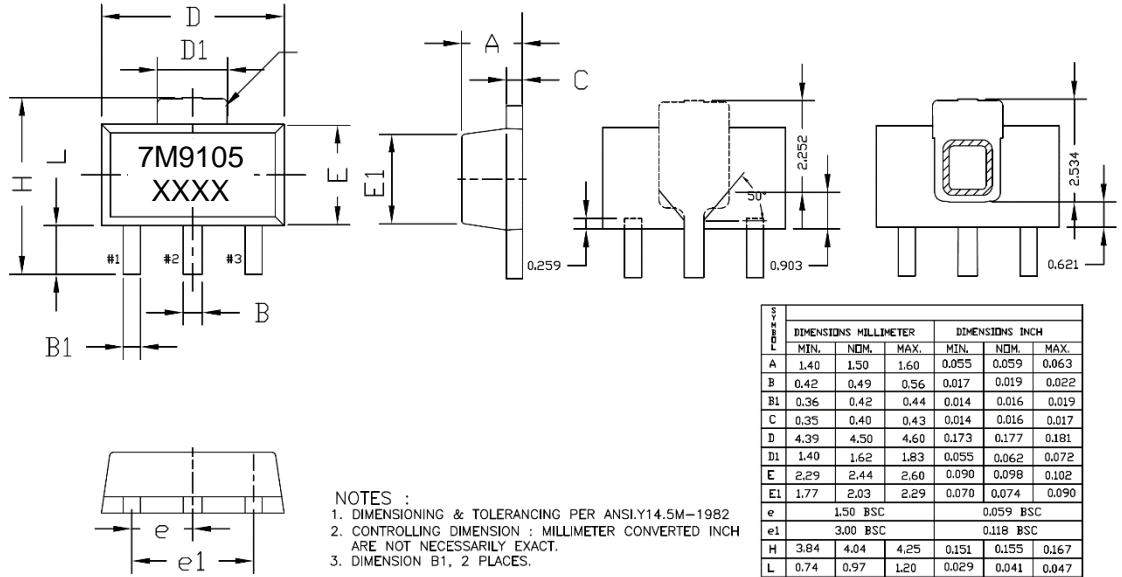 D
D1
H
L
7M9105
XXXX
E
#1
#2
#3
B
B1
A
C
E1
50°
2.252
0.259
0.903
2.534
0.621
e
e1
NOTES :
1. DIMENSIONING & TOLERANCING PER ANSI.Y14.5M-1982
2. CONTROLLING DIMENSION : MILLIMETER CONVERTED INCH
ARE NOT NECESSARILY EXACT.
3. DIMENSION B1, 2 PLACES.
SYMBOL DIMENSIONS MILLIMETER DIMENSIONS INCH
MIN. NOM. MAX. MIN. NOM. MAX.
A 1.40 1.50 1.60 0.055 0.059 0.063
B 0.42 0.49 0.56 0.017 0.019 0.022
B1 0.36 0.42 0.44 0.014 0.016 0.019
C 0.35 0.40 0.43 0.014 0.016 0.017
D 4.39 4.50 4.60 0.173 0.177 0.181
D1 1.40 1.62 1.83 0.055 0.062 0.072
E 2.29 2.44 2.60 0.090 0.098 0.102
E1 1.77 2.03 2.29 0.070 0.074 0.090
e 1.50 BSC 0.059 BSC
e1 3.00 BSC 0.118 BSC
H 3.84 4.04 4.25 0.151 0.155 0.167
L 0.74 0.97 1.20 0.029 0.041 0.047